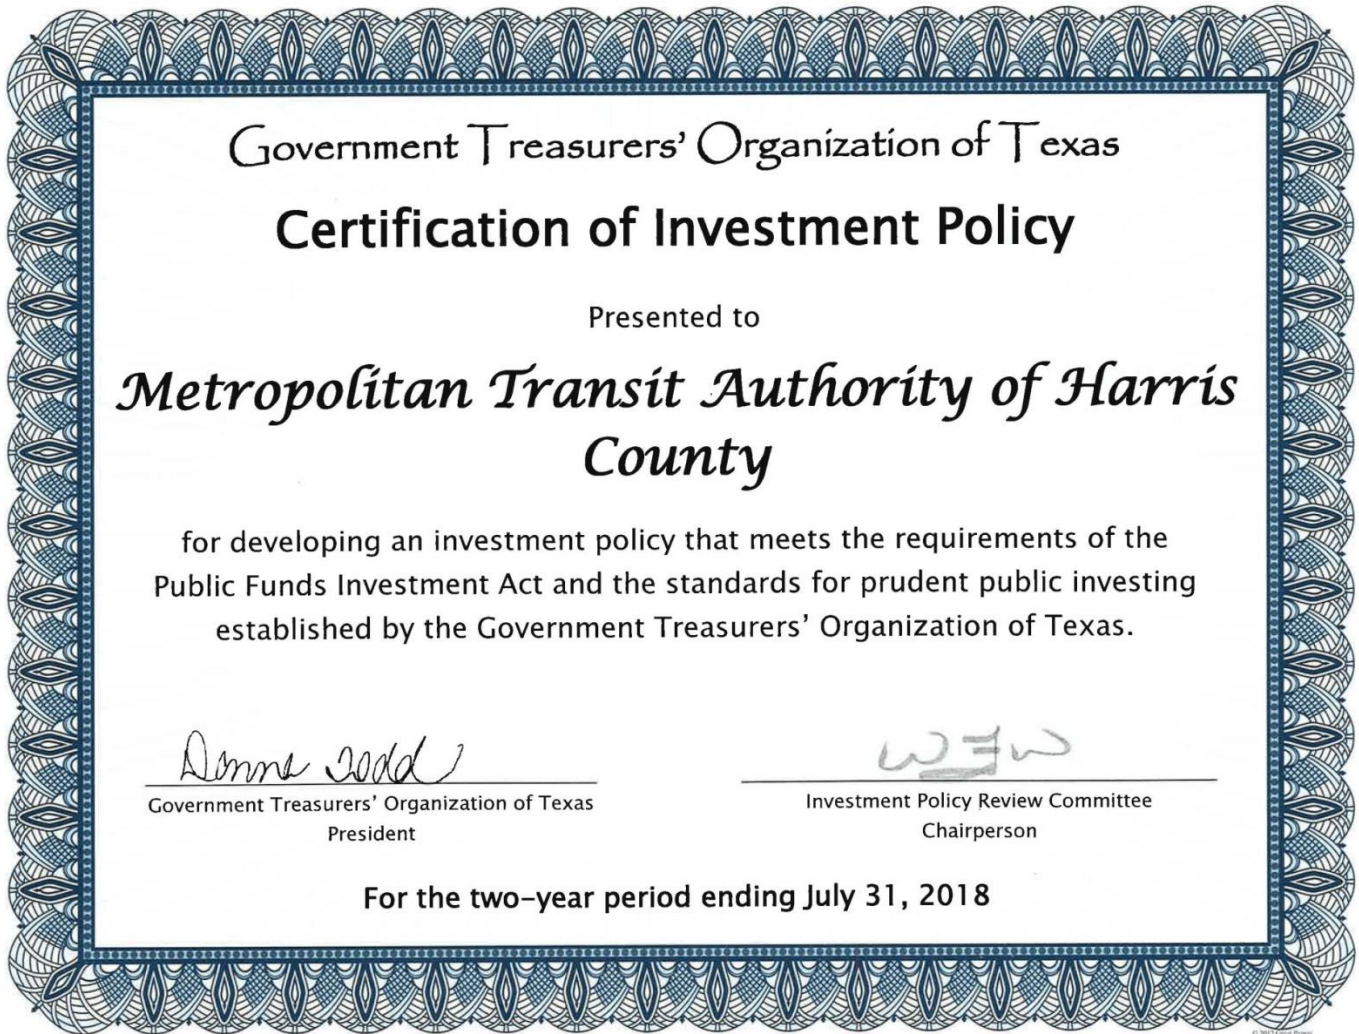 Government Treasurers' Organization of Texas
Certification of Investment Policy
Presented to
Metropolitan Transit Authority of Harris
County
for developing an investment policy that meets the requirements of the
Public Funds Investment Act and the standards for prudent public investing
established by the Government Treasurers' Organization of Texas.
Donna Dodd
Government Treasurers' Organization of Texas
President
Investment Policy Review Committee
Chairperson
For the two-year period ending July 31, 2018